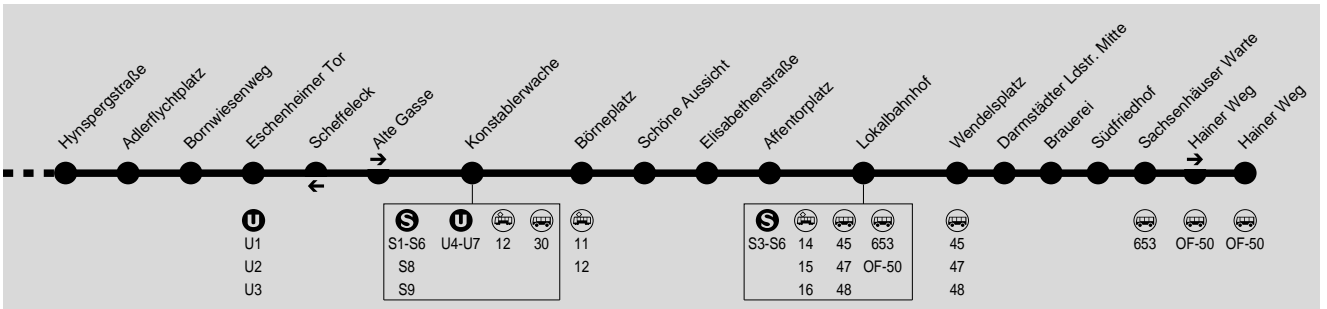 Hynspergstraße
Adlerflychtplatz
Bornwiesenweg
Eschenheimer Tor
Scheffeleck
Alte Gasse
Konstablerwache
Börneplatz
Schöne Aussicht
Elisabethenstraße
Affentorplatz
Lokalbahnhof
Wendelsplatz
Darmstädter Ldstr. Mitte
Brauerei
Südfriedhof
Sachsenhäuser Warte
Hainer Weg
Hainer Weg
U S U S
U1 S1-S6 U4-U7 12 30 11 S3-S6 14 45 653 45 653 OF-50 OF-50
U2 S8 12 15 47 OF-50 47
U3 S9 16 48 48